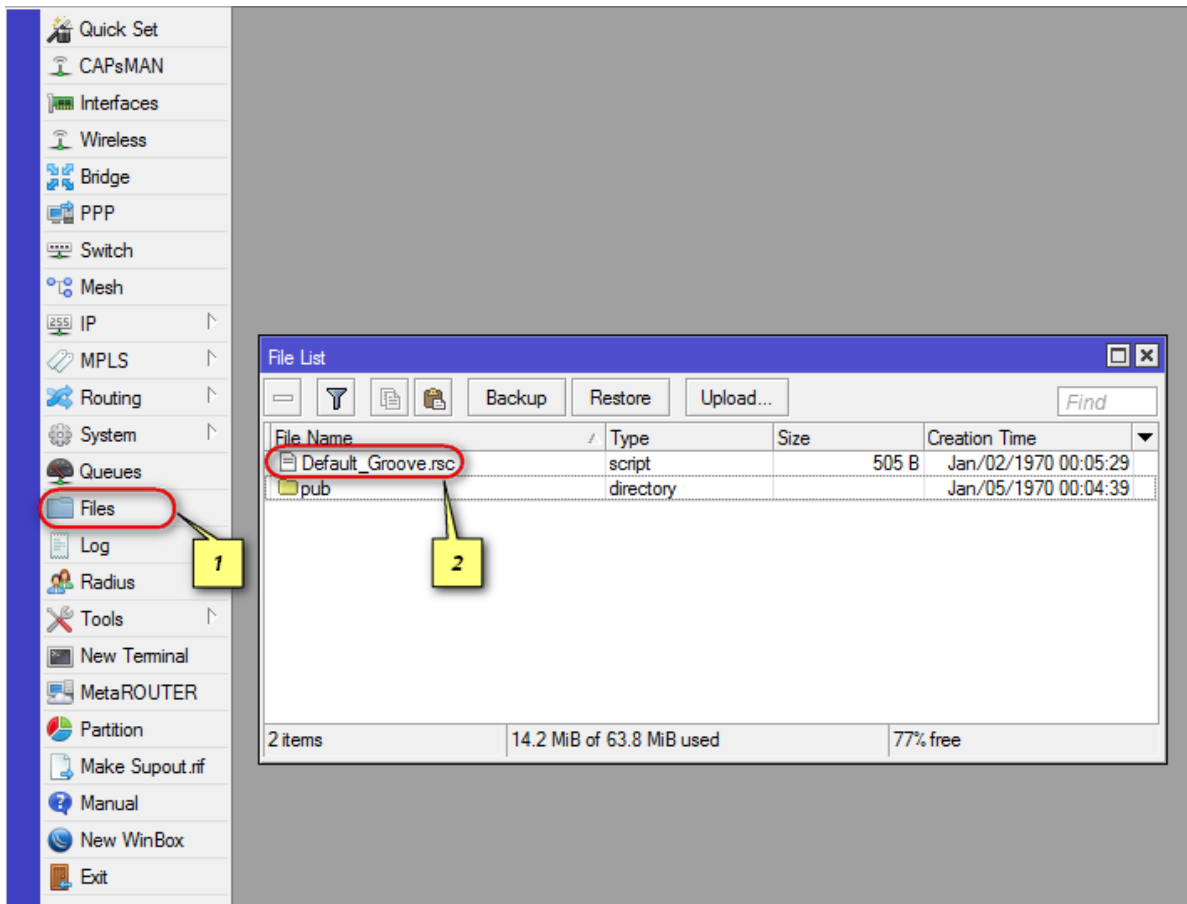 Quick Set
CAPsMAN
Interfaces
Wireless
Bridge
PPP
Switch
Mesh
255 IP
MPLS
Routing
System
Queues
Files
Log
Radius
Tools
New Terminal
MetaROUTER
Partition
Make Supout.rif
Manual
New WinBox
Exit
1
File List
Backup Restore Upload... Find
File Name Type Size Creation Time
Default_Groove.rsc script 505 B Jan/02/1970 00:05:29
pub directory Jan/05/1970 00:04:39
2
2 items 14.2 MiB of 63.8 MiB used 77% free